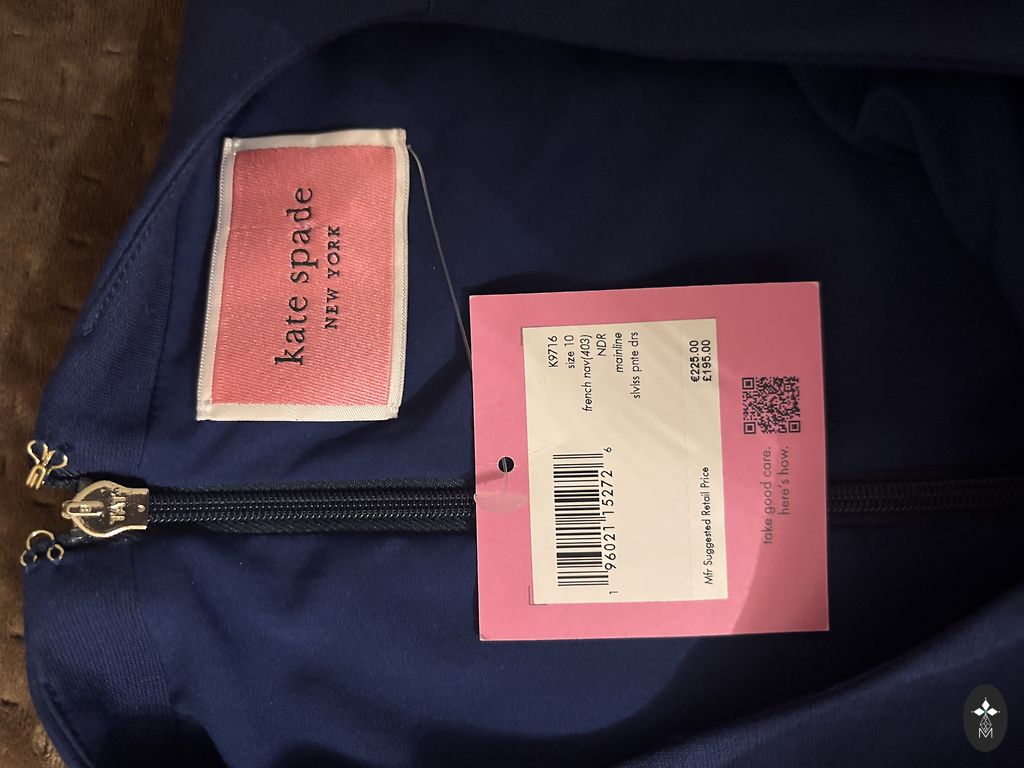 kate spade
NEW YORK
K9716
size 10
french nav(403)
NDR
mainline
slvlss pnte drs
1 96021 15272 6
€225.00
£195.00
Mfr Suggested Retail Price
take good care.
here's how.